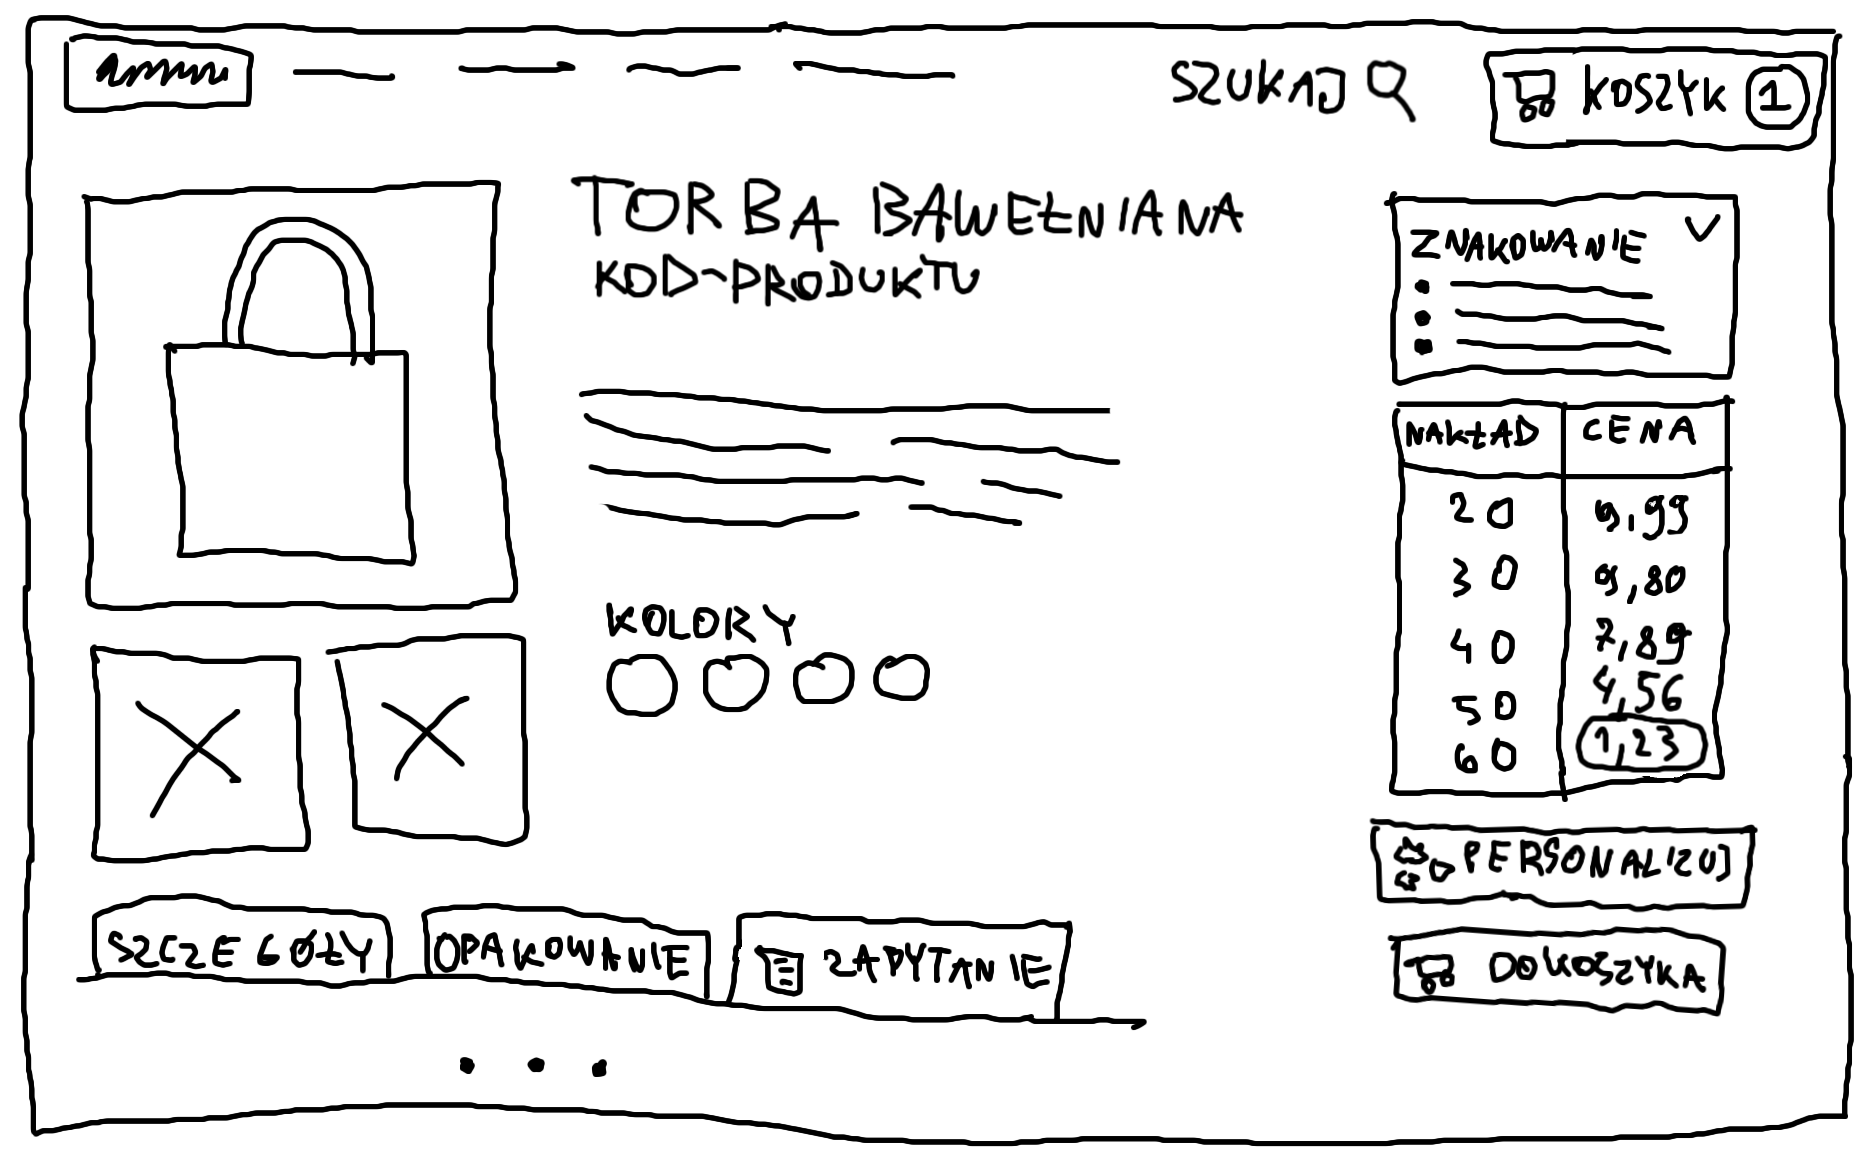 SZUKAJ
KOSZYK 1
TORBA BAWEŁNIANA
KOD-PRODUKTU
ZNAKOWANIE
NAKŁAD CENA
20 9,99
30 9,80
40 7,89
50 4,56
60 1,23
KOLORY
PERSONALIZUJ
DO KOSZYKA
SZCZEGÓŁY OPAKOWANIE ZAPYTANIE